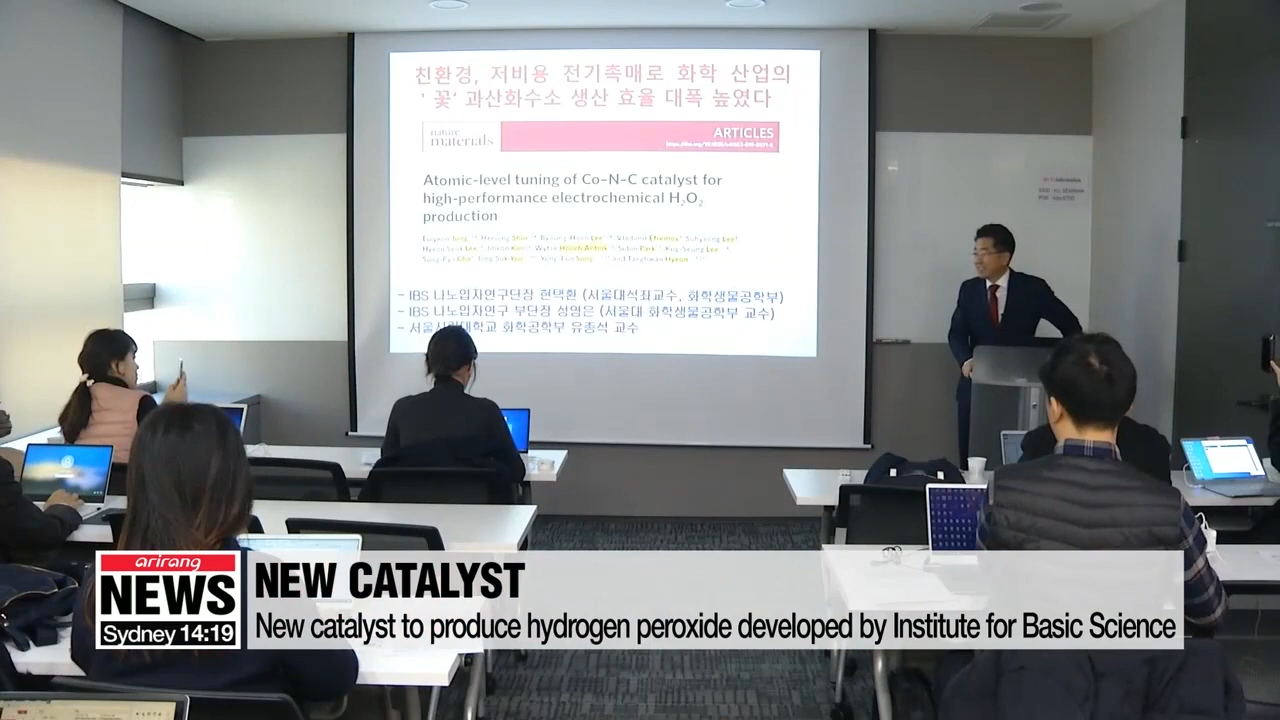 친환경, 저비용 전기촉매로 화학 산업의
' 꽃' 과산화수소 생산 효율 대폭 높였다
nature
materials
ARTICLES
Atomic-level tuning of Co–N–C catalyst for
high-performance electrochemical H₂O₂
production
– IBS 나노입자연구단장 현택환 (서울대석좌교수, 화학생물공학부)
– IBS 나노입자연구 부단장 성영은 (서울대 화학생물공학부 교수)
– 서울시립대학교 화학공학부 유종석 교수
arirang
NEWS
Sydney 14:19
NEW CATALYST
New catalyst to produce hydrogen peroxide developed by Institute for Basic Science